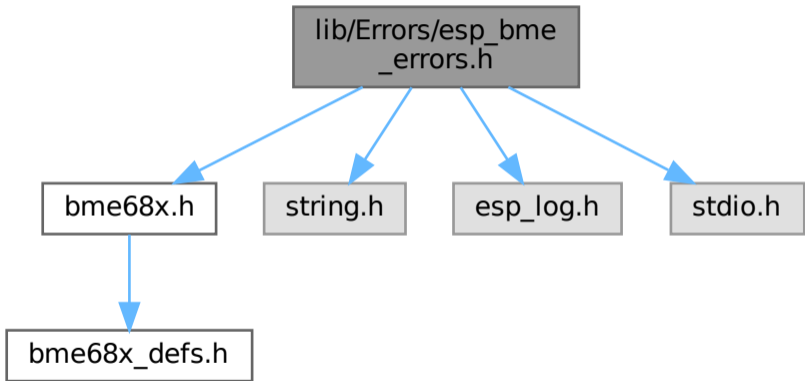 lib/Errors/esp_bme
_errors.h
bme68x.h
string.h
esp_log.h
stdio.h
bme68x_defs.h